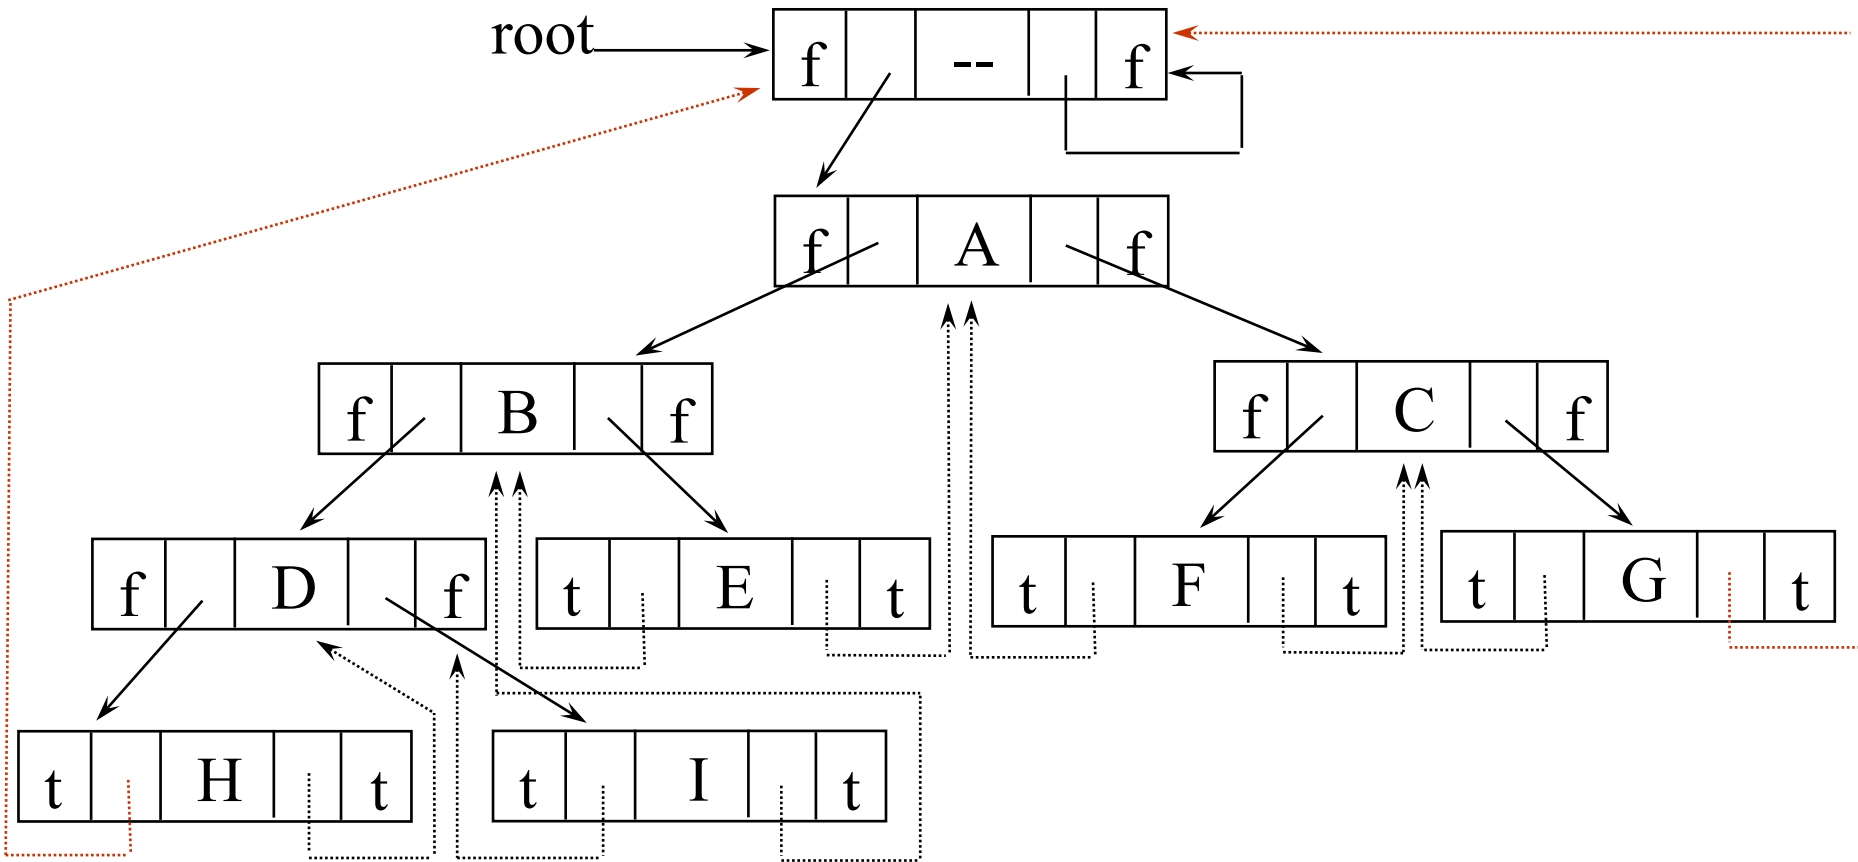 root
f -- f
f A f
f B f
f C f
f D f
t E t
t F t
t G t
t H t
t I t